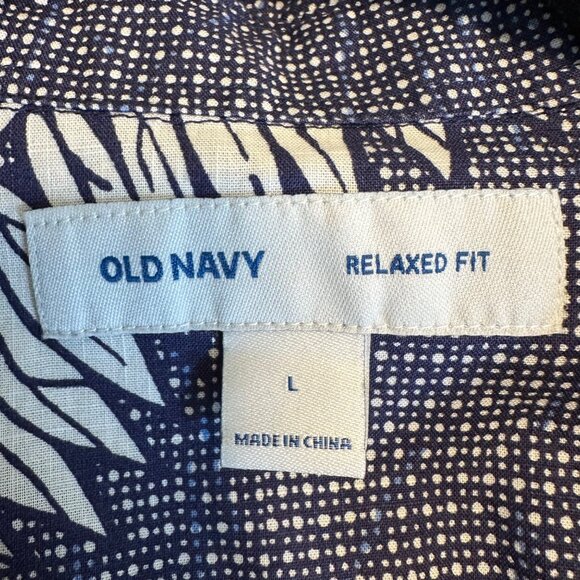 OLD NAVY RELAXED FIT
L
MADE IN CHINA